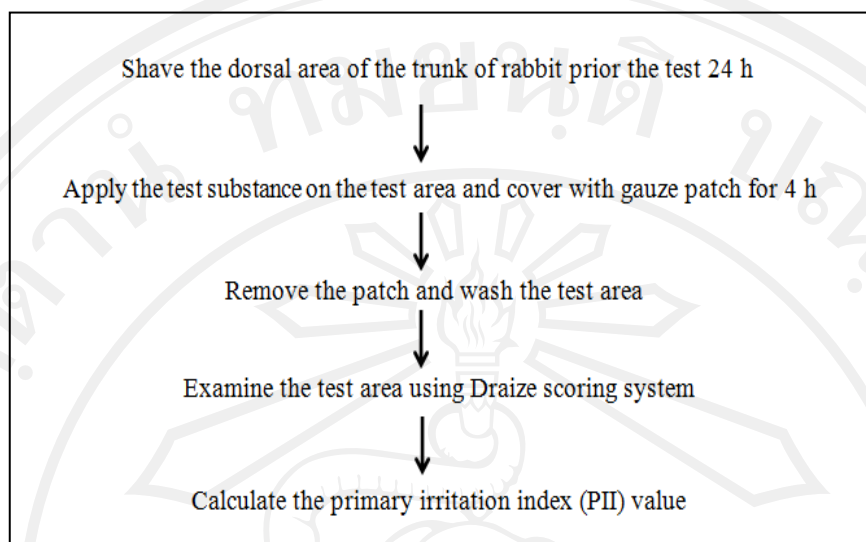 Shave the dorsal area of the trunk of rabbit prior the test 24 h
Apply the test substance on the test area and cover with gauze patch for 4 h
Remove the patch and wash the test area
Examine the test area using Draize scoring system
Calculate the primary irritation index (PII) value